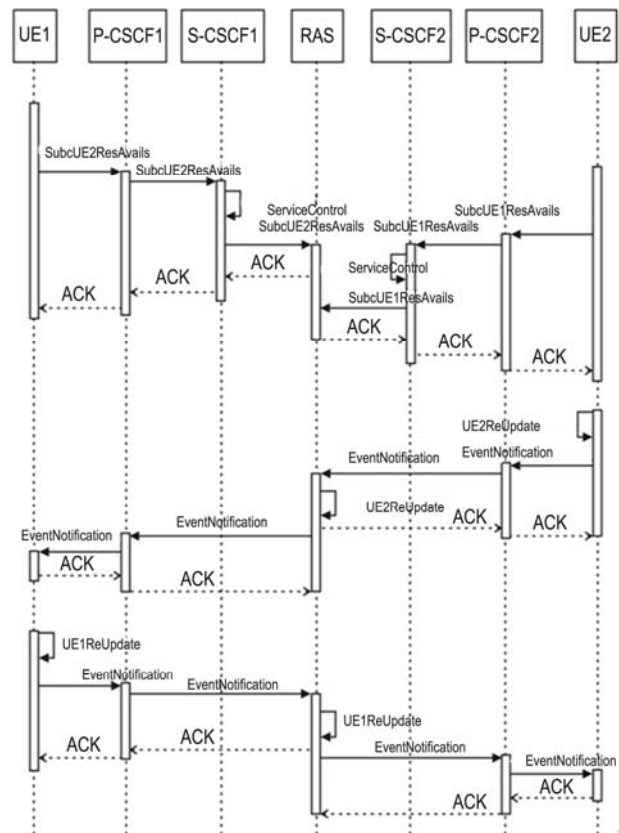 UE1 P-CSCF1 S-CSCF1 RAS S-CSCF2 P-CSCF2 UE2
SubcUE2ResAvails
SubcUE2ResAvails
ServiceControl
SubcUE1ResAvails
SubcUE2ResAvails SubcUE1ResAvails
ACK
ServiceControl
ACK
ACK
SubcUE1ResAvails
ACK
ACK
ACK
UE2ReUpdate
EventNotification
EventNotification
UE2ReUpdate
ACK
ACK
EventNotification
EventNotification
ACK
ACK
UE1ReUpdate
EventNotification
EventNotification
UE1ReUpdate
ACK
ACK
EventNotification
EventNotification
ACK
ACK